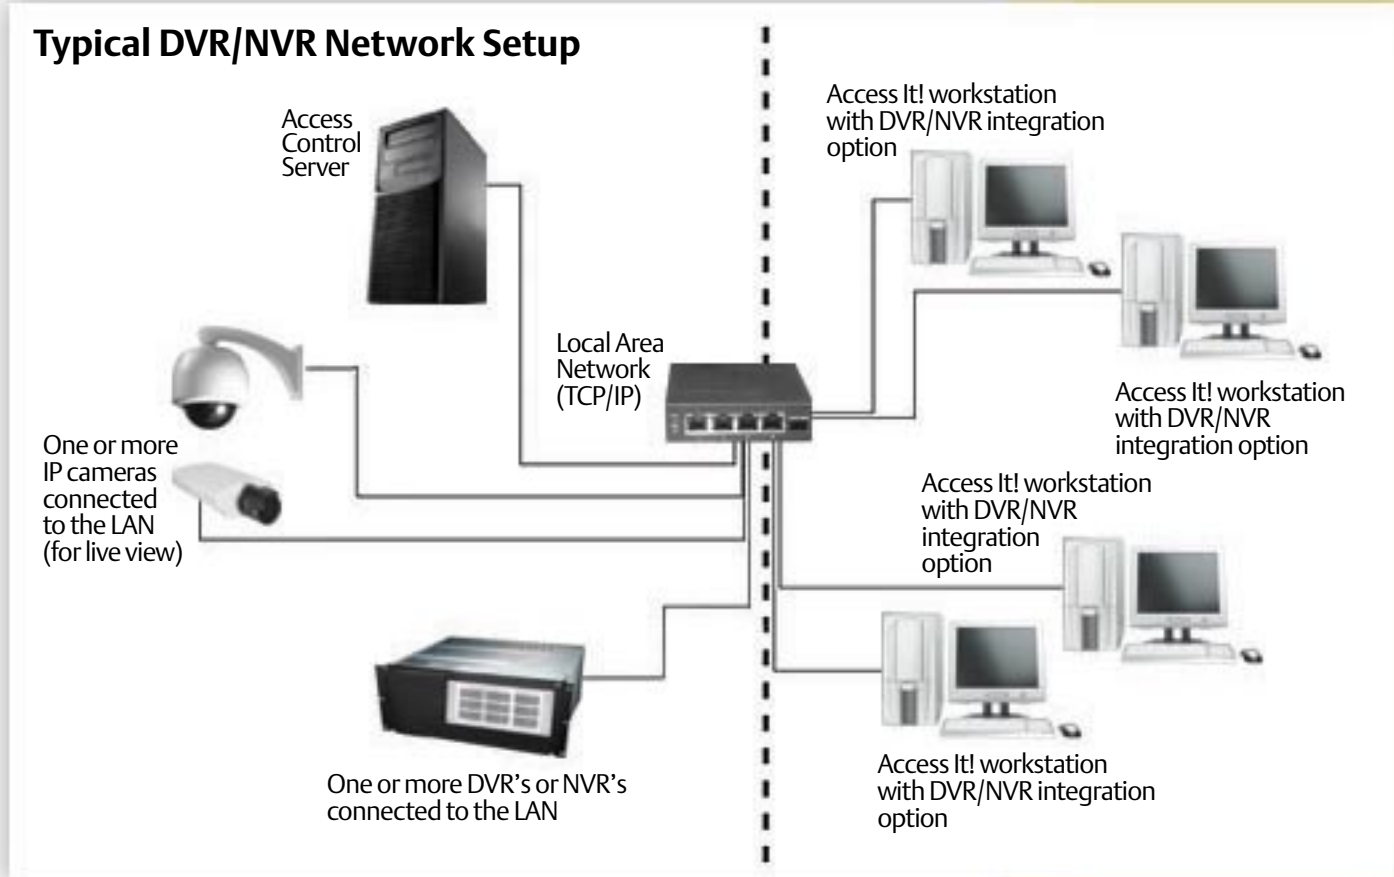 Typical DVR/NVR Network Setup
Access
Control
Server
Access It! workstation
with DVR/NVR integration
option
Local Area
Network
(TCP/IP)
Access It! workstation
with DVR/NVR
integration option
One or more
IP cameras
connected
to the LAN
(for live view)
Access It! workstation
with DVR/NVR
integration
option
One or more DVR's or NVR's
connected to the LAN
Access It! workstation
with DVR/NVR integration
option